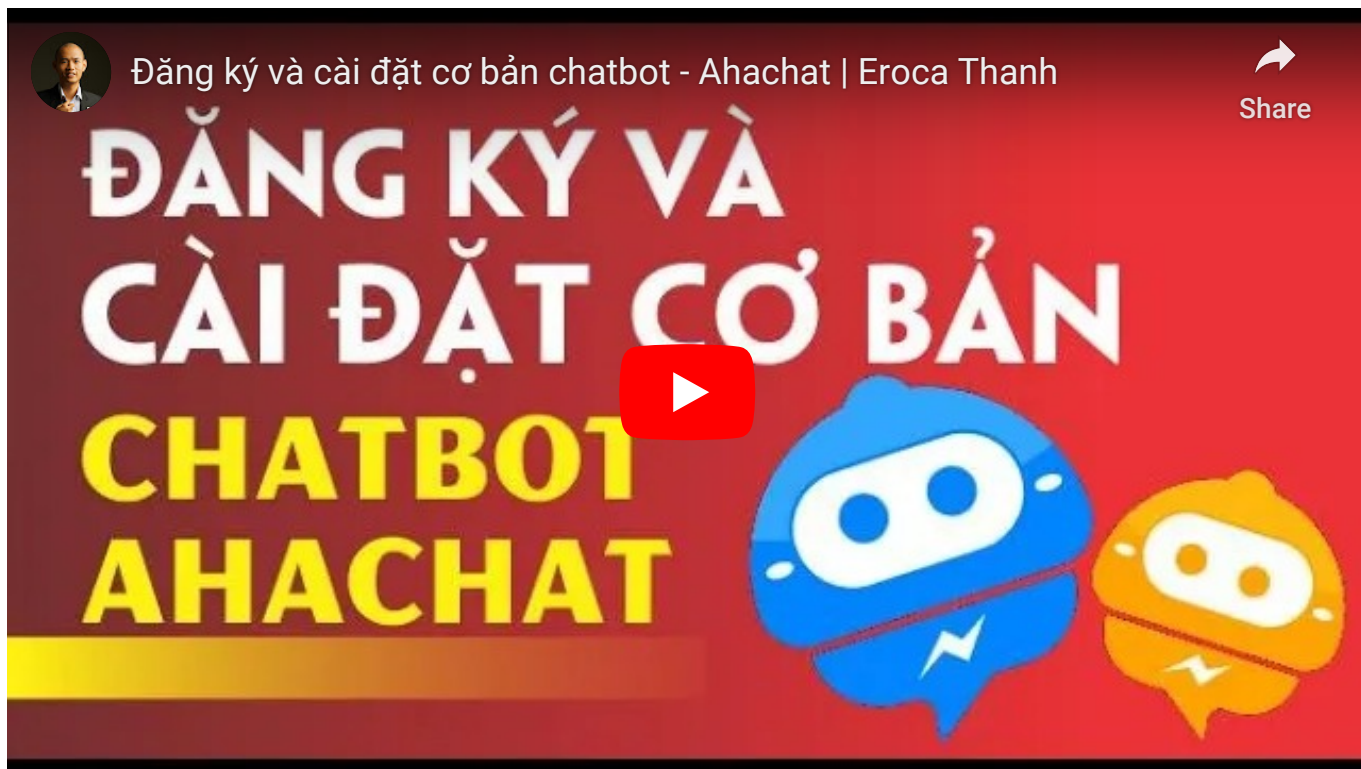 Đăng ký và cài đặt cơ bản chatbot - Ahachat | Eroca Thanh
Share
ĐĂNG KÝ VÀ
CÀI ĐẶT CƠ BẢN
CHATBOT
AHACHAT